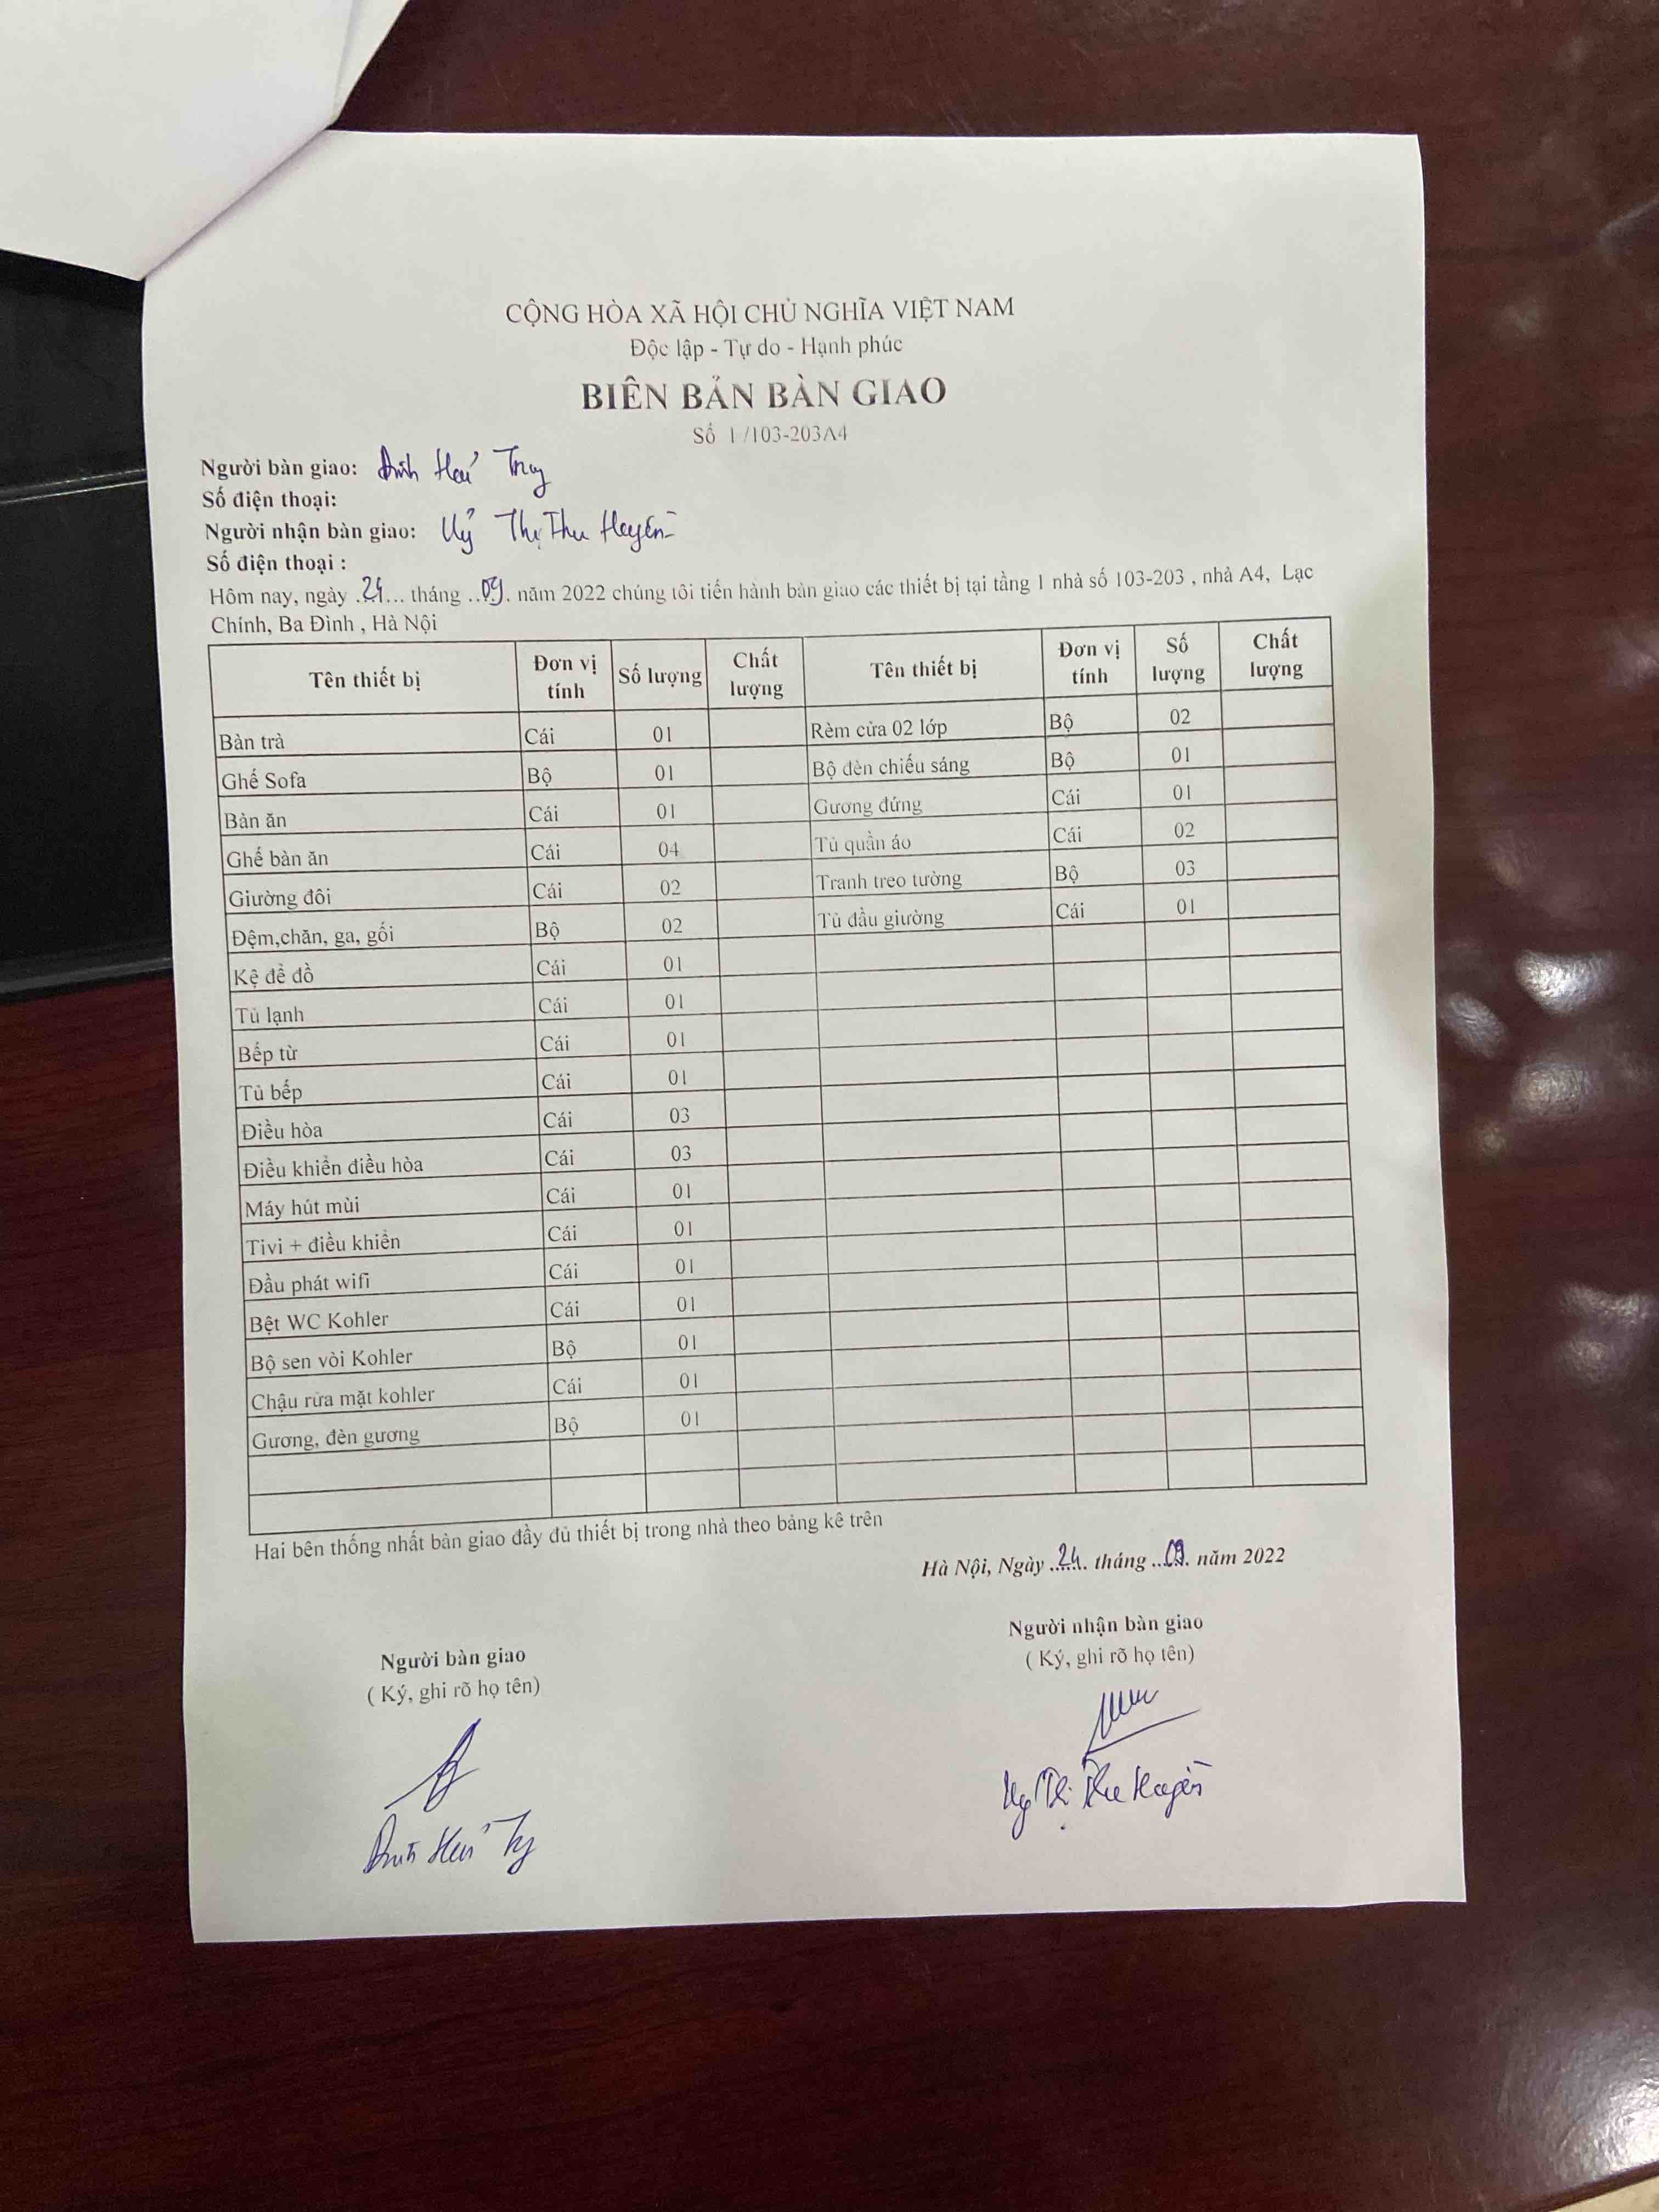 CỘNG HÒA XÃ HỘI CHỦ NGHĨA VIỆT NAM
Độc lập - Tự do - Hạnh phúc
BIÊN BẢN BÀN GIAO
Số 1 /103-203A4
Người bàn giao: Đinh
Số điện thoại:
Người nhận bàn giao: Thị Thu Huyền
Số điện thoại :
Hôm nay, ngày .24... tháng ..09. năm 2022 chúng tôi tiến hành bàn giao các thiết bị tại tầng 1 nhà số 103-203 , nhà A4, Lạc
Chính, Ba Đình , Hà Nội
Tên thiết bị Đơn vị tính Số lượng Chất lượng Tên thiết bị Đơn vị tính Số lượng Chất lượng
Bàn trà Cái 01 Rèm cửa 02 lớp Bộ 02
Ghế Sofa Bộ 01 Bộ đèn chiếu sáng Bộ 01
Bàn ăn Cái 01 Gương đứng Cái 01
Ghế bàn ăn Cái 04 Tủ quần áo Cái 02
Giường đôi Cái 02 Tranh treo tường Bộ 03
Đệm,chăn, ga, gối Bộ 02 Tủ đầu giường Cái 01
Kệ để đồ Cái 01
Tủ lạnh Cái 01
Bếp từ Cái 01
Tủ bếp Cái 01
Điều hòa Cái 03
Điều khiển điều hòa Cái 03
Máy hút mùi Cái 01
Tivi + điều khiển Cái 01
Đầu phát wifi Cái 01
Bệt WC Kohler Cái 01
Bộ sen vòi Kohler Bộ 01
Chậu rửa mặt kohler Cái 01
Gương, đèn gương Bộ 01
Hai bên thống nhất bàn giao đầy đủ thiết bị trong nhà theo bảng kê trên
Hà Nội, Ngày ..24.. tháng ...09. năm 2022
Người bàn giao
( Ký, ghi rõ họ tên)
Đinh
Người nhận bàn giao
( Ký, ghi rõ họ tên)
Thị Thu Huyền